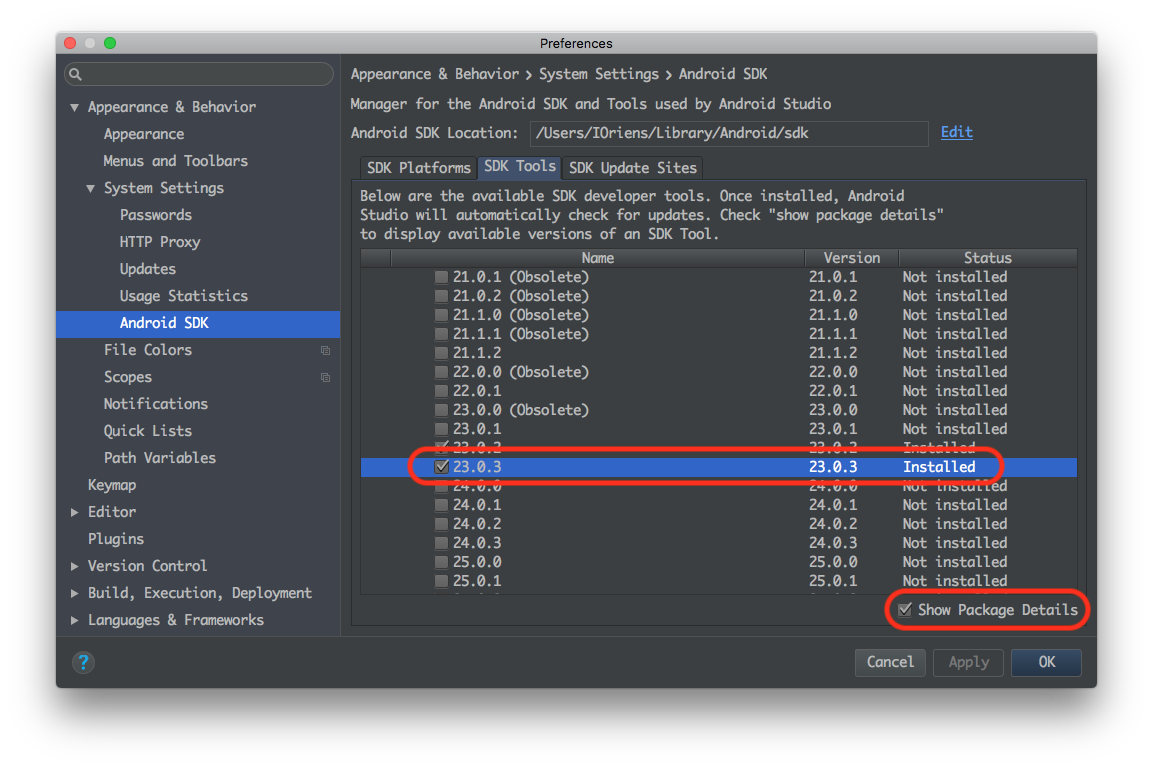 Preferences
Appearance & Behavior
Appearance
Menus and Toolbars
System Settings
Passwords
HTTP Proxy
Updates
Usage Statistics
Android SDK
File Colors
Scopes
Notifications
Quick Lists
Path Variables
Keymap
Editor
Plugins
Version Control
Build, Execution, Deployment
Languages & Frameworks
?
Appearance & Behavior › System Settings › Android SDK
Manager for the Android SDK and Tools used by Android Studio
Android SDK Location: /Users/IOriens/Library/Android/sdk Edit
SDK Platforms SDK Tools SDK Update Sites
Below are the available SDK developer tools. Once installed, Android
Studio will automatically check for updates. Check "show package details"
to display available versions of an SDK Tool.
Name Version Status
21.0.1 (Obsolete) 21.0.1 Not installed
21.0.2 (Obsolete) 21.0.2 Not installed
21.1.0 (Obsolete) 21.1.0 Not installed
21.1.1 (Obsolete) 21.1.1 Not installed
21.1.2 21.1.2 Not installed
22.0.0 (Obsolete) 22.0.0 Not installed
22.0.1 22.0.1 Not installed
23.0.0 (Obsolete) 23.0.0 Not installed
23.0.1 23.0.1 Not installed
23.0.2 23.0.2 Installed
23.0.3 23.0.3 Installed
24.0.0 24.0.0 Not installed
24.0.1 24.0.1 Not installed
24.0.2 24.0.2 Not installed
24.0.3 24.0.3 Not installed
25.0.0 25.0.0 Not installed
25.0.1 25.0.1 Not installed
Show Package Details
Cancel Apply OK